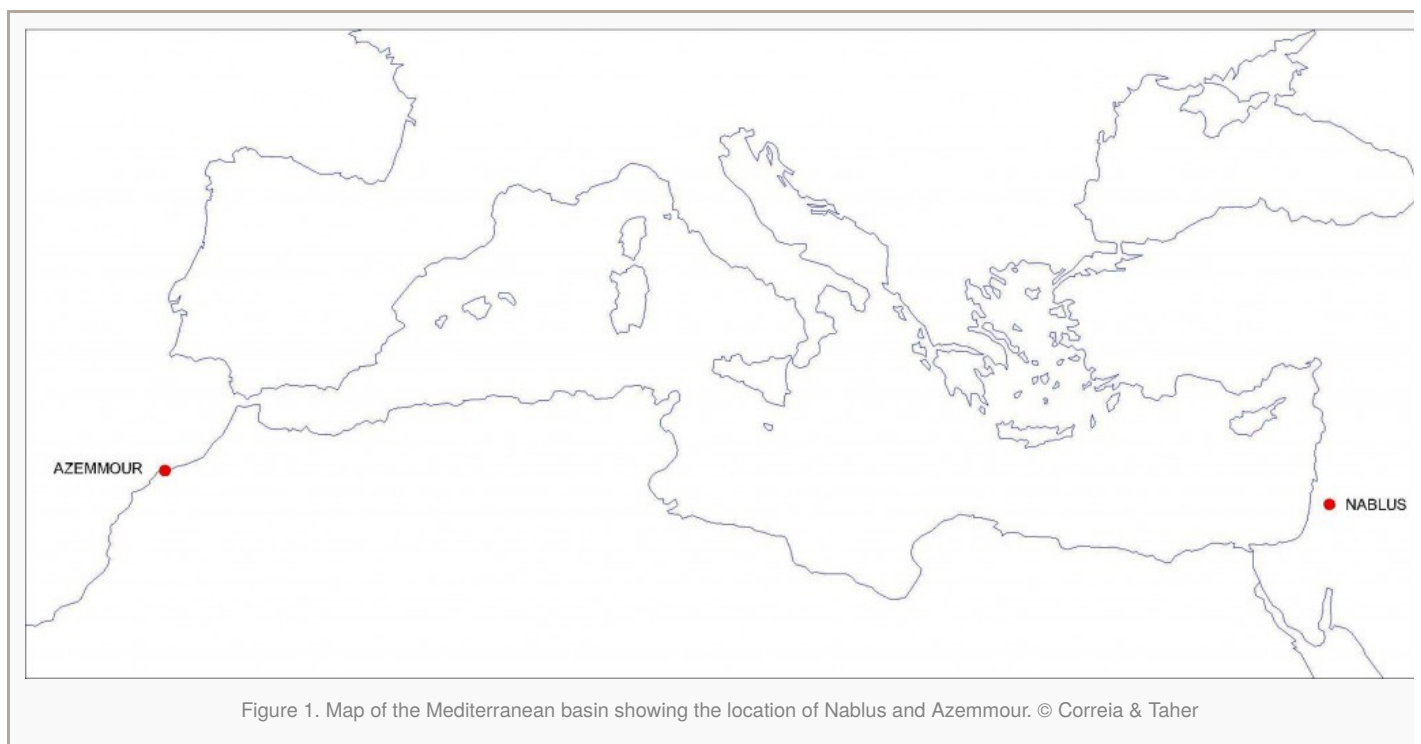 AZEMMOUR
NABLUS
Figure 1. Map of the Mediterranean basin showing the location of Nablus and Azemmour. © Correia & Taher